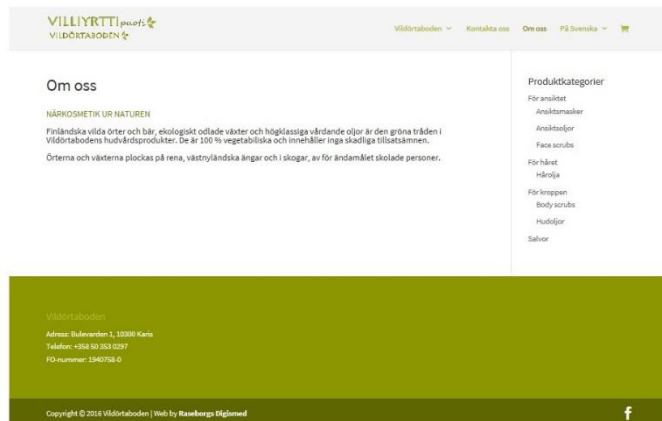 VILLIYRTTI puoti
VILDÖRTABODEN
Vildörtaboden Kontakta oss Om oss På Svenska
Om oss
NÄRKOSMETIK UR NATUREN
Finländska vilda örter och bär, ekologiskt odlade växter och högklassiga vårdande oljor är den gröna tråden i
Vildörtabodens hudvårdsprodukter. De är 100 % vegetabiliska och innehåller inga skadliga tillsatsämnen.
Örterna och växterna plockas på rena, västnyländska ängar och i skogar, av för ändamålet skolade personer.
Produktkategorier
För ansiktet
Ansiktsmasker
Ansiktsoljor
Face scrubs
För håret
Hårolja
För kroppen
Body scrubs
Hudoljor
Salvor
Vildörtaboden
Adress: Bulevarden 1, 10300 Karis
Telefon: +358 50 353 0297
FO-nummer: 1940758-0
Copyright © 2016 Vildörtaboden | Web by Raseborgs Digismed
f